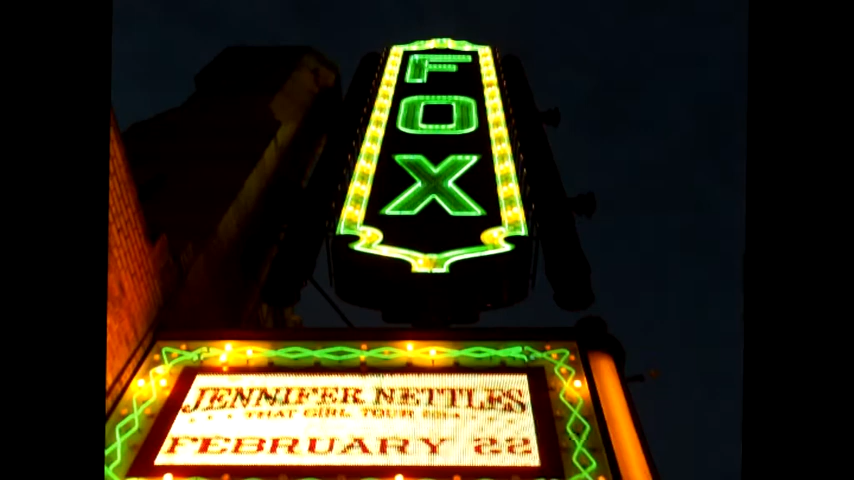 FOX
JENNIFER NETTLES
THAT GIRL TOUR
FEBRUARY 22